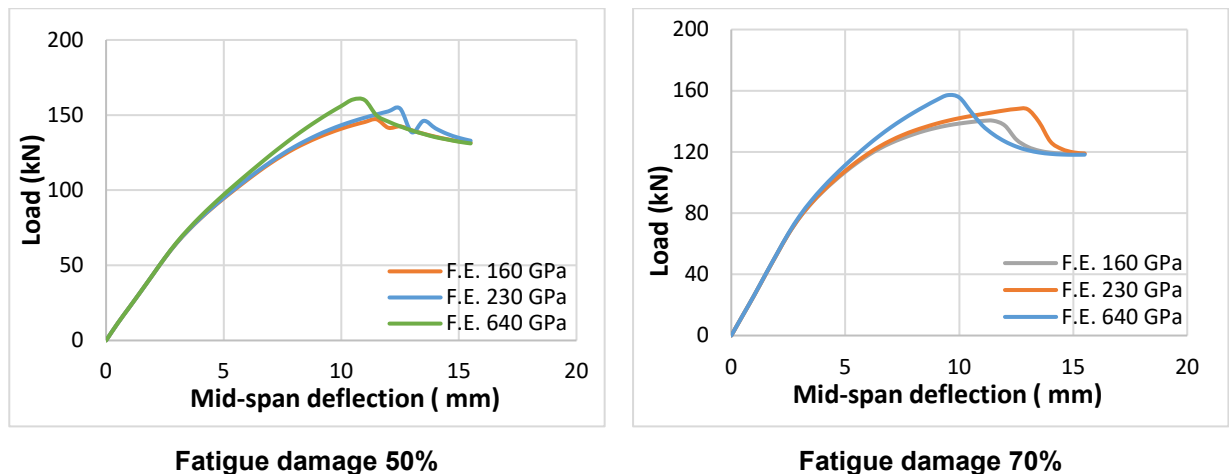 200
150
100
50
0
Load (kN)
F.E. 160 GPa
F.E. 230 GPa
F.E. 640 GPa
0 5 10 15 20
Mid-span deflection ( mm)
Fatigue damage 50%
200
160
120
80
40
0
Load (kN)
F.E. 160 GPa
F.E. 230 GPa
F.E. 640 GPa
0 5 10 15 20
Mid-span deflection ( mm)
Fatigue damage 70%